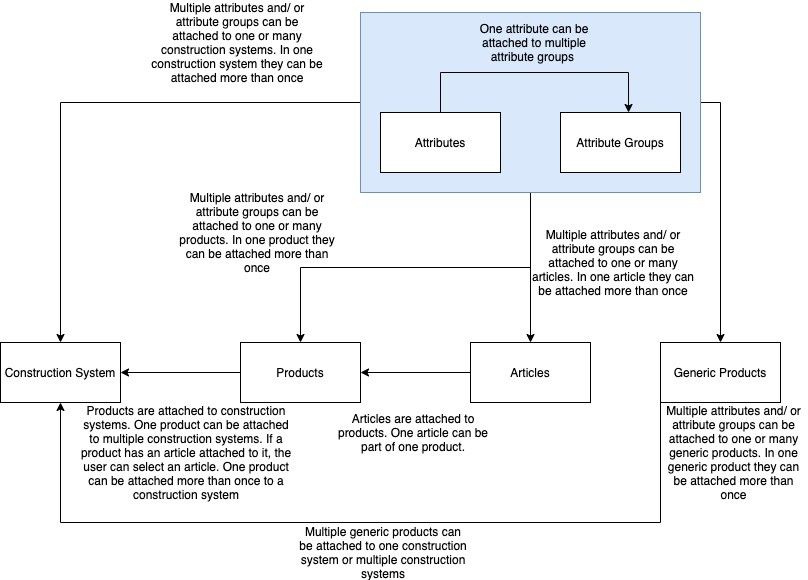 Multiple attributes and/ or
attribute groups can be
attached to one or many
construction systems. In one
construction system they can be
attached more than once
One attribute can be
attached to multiple
attribute groups
Attributes
Attribute Groups
Multiple attributes and/ or
attribute groups can be
attached to one or many
products. In one product they
can be attached more than
once
Multiple attributes and/ or
attribute groups can be
attached to one or many
articles. In one article they can
be attached more than once
Construction System
Products
Articles
Generic Products
Products are attached to construction
systems. One product can be attached
to multiple construction systems. If a
product has an article attached to it, the
user can select an article. One product
can be attached more than once to a
construction system
Articles are attached to
products. One article can be
part of one product.
Multiple attributes and/ or
attribute groups can be
attached to one or many
generic products. In one
generic product they can
be attached more than
once
Multiple generic products can
be attached to one construction
system or multiple construction
systems